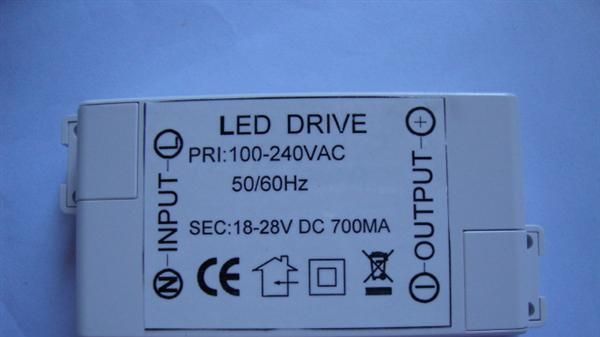 LED DRIVE
PRI:100-240VAC
50/60Hz
SEC:18-28V DC 700MA
CE
N-INPUT-L
-OUTPUT+